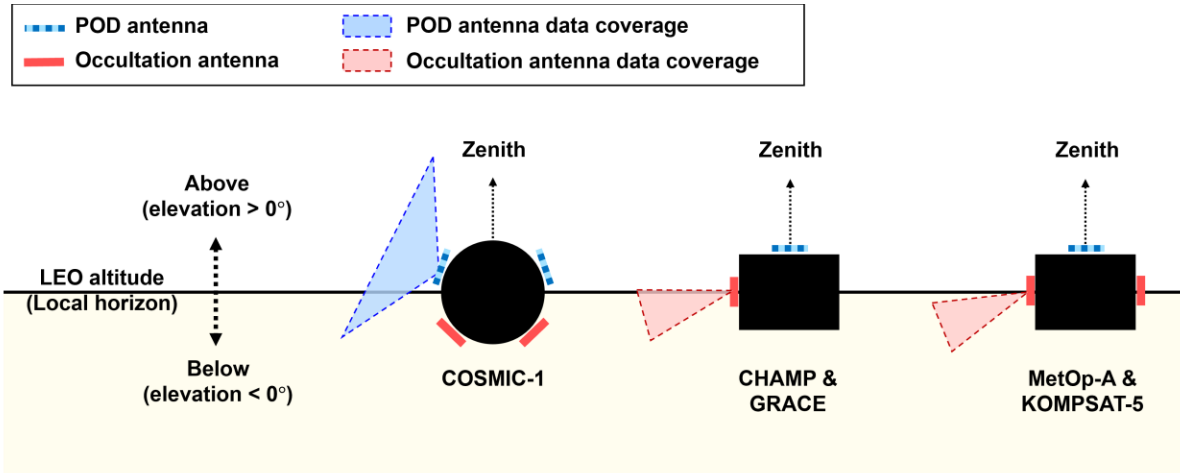 POD antenna
POD antenna data coverage
Occultation antenna
Occultation antenna data coverage
Zenith
Zenith
Zenith
Above
(elevation > 0°)
LEO altitude
(Local horizon)
Below
(elevation < 0°)
COSMIC-1
CHAMP &
GRACE
MetOp-A &
KOMPSAT-5